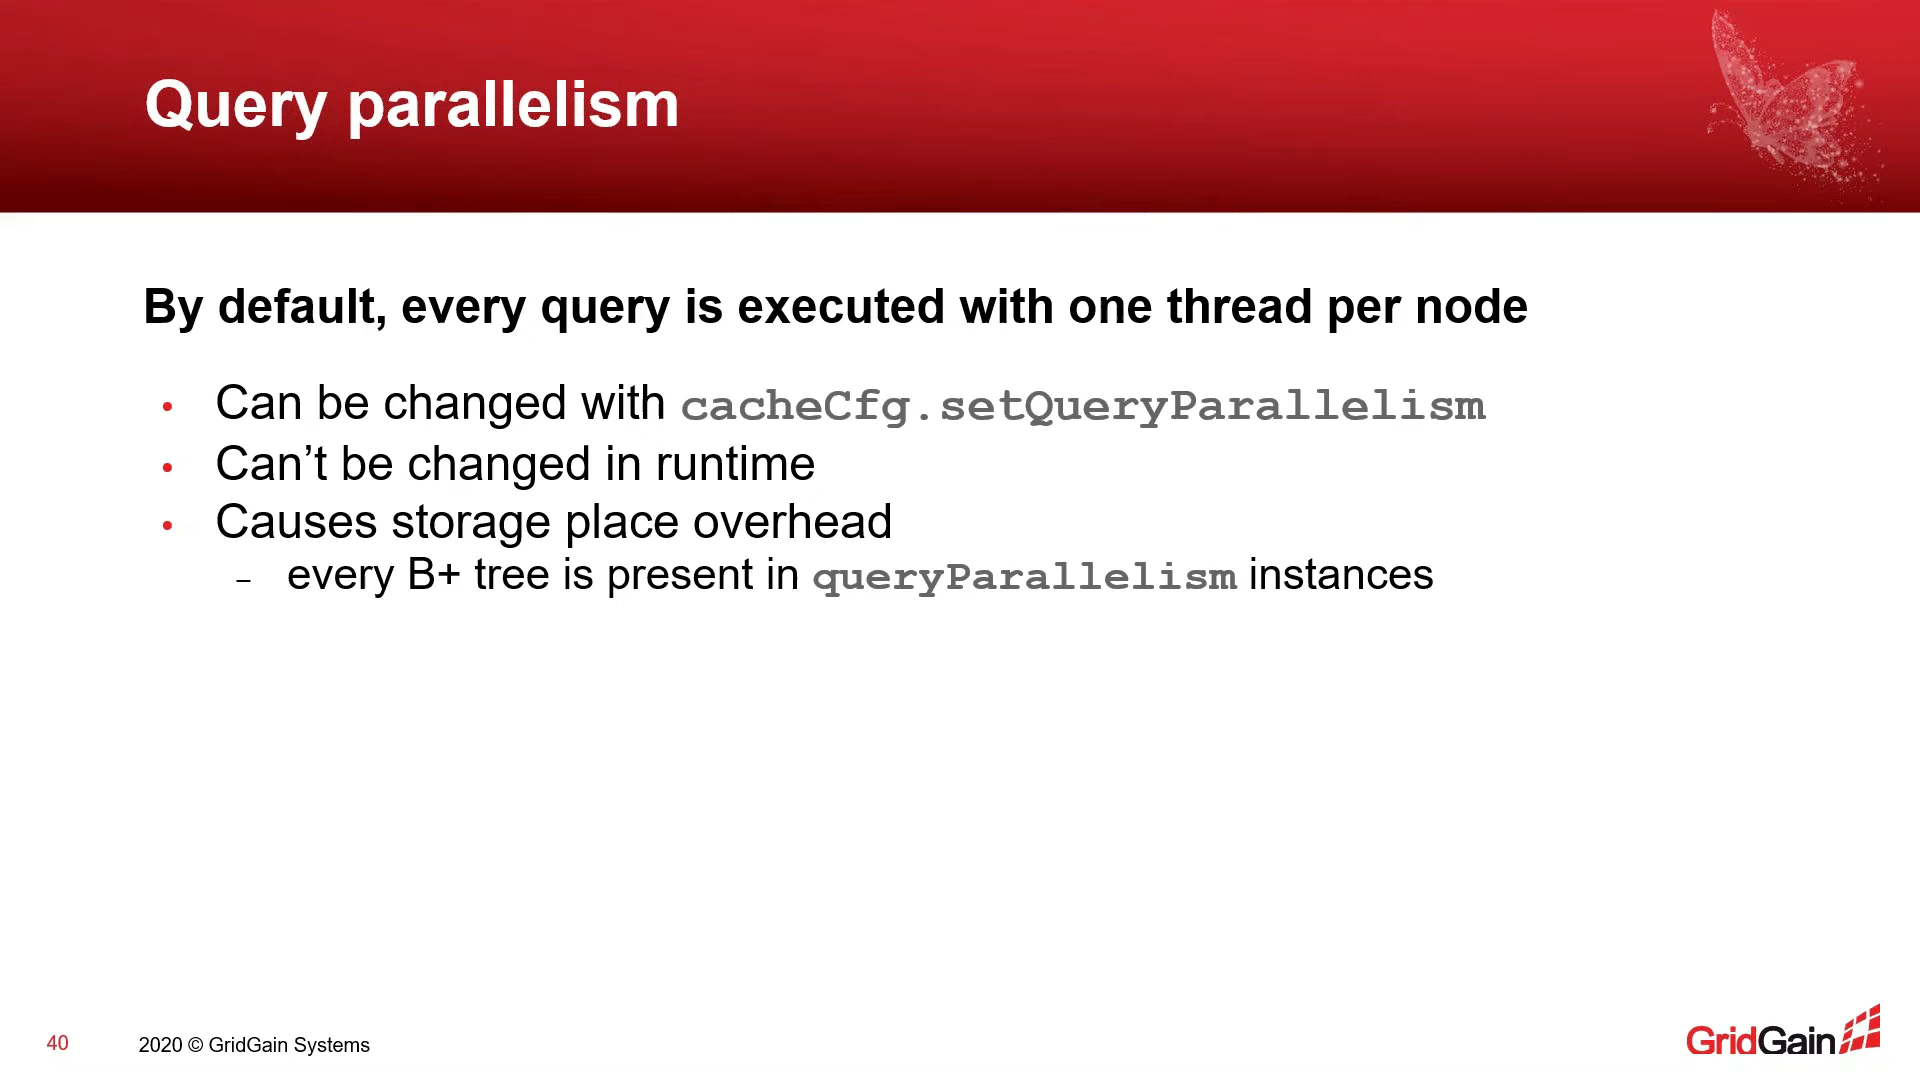 Query parallelism
By default, every query is executed with one thread per node
• Can be changed with cacheCfg.setQueryParallelism
• Can’t be changed in runtime
• Causes storage place overhead
– every B+ tree is present in queryParallelism instances
40
2020 © GridGain Systems
GridGain